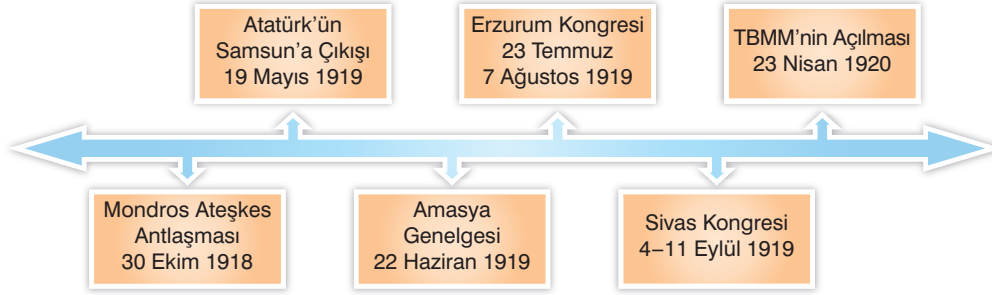 Atatürk’ün
Samsun’a Çıkışı
19 Mayıs 1919
Erzurum Kongresi
23 Temmuz
7 Ağustos 1919
TBMM’nin Açılması
23 Nisan 1920
Mondros Ateşkes
Antlaşması
30 Ekim 1918
Amasya
Genelgesi
22 Haziran 1919
Sivas Kongresi
4–11 Eylül 1919